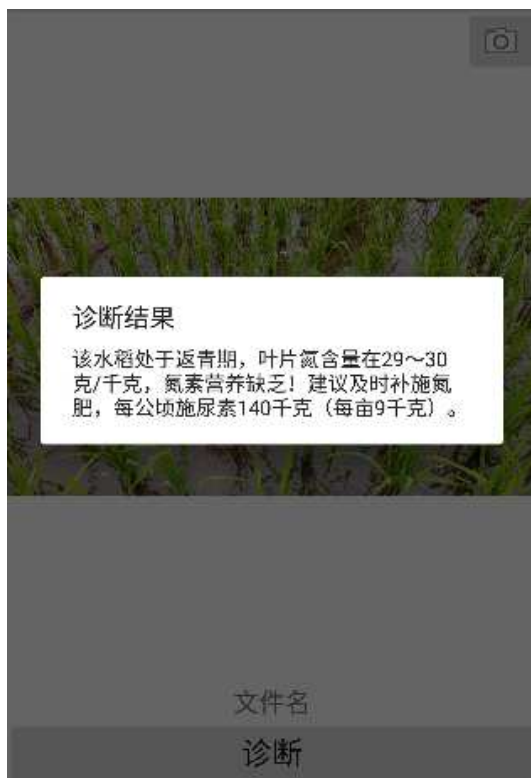 诊断结果
该水稻处于返青期，叶片氮含量在29～30
克/千克，氮素营养缺乏！建议及时补施氮
肥，每公顷施尿素140千克（每亩9千克）。
文件名
诊断